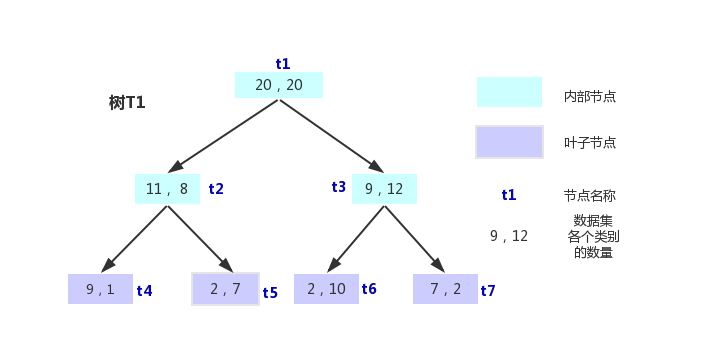 t1
20 , 20
树T1
内部节点
叶子节点
11 , 8
t2
t3
9 , 12
t1
节点名称
9 , 12
数据集
各个类别
的数量
9 , 1
t4
2 , 7
t5
2 , 10
t6
7 , 2
t7